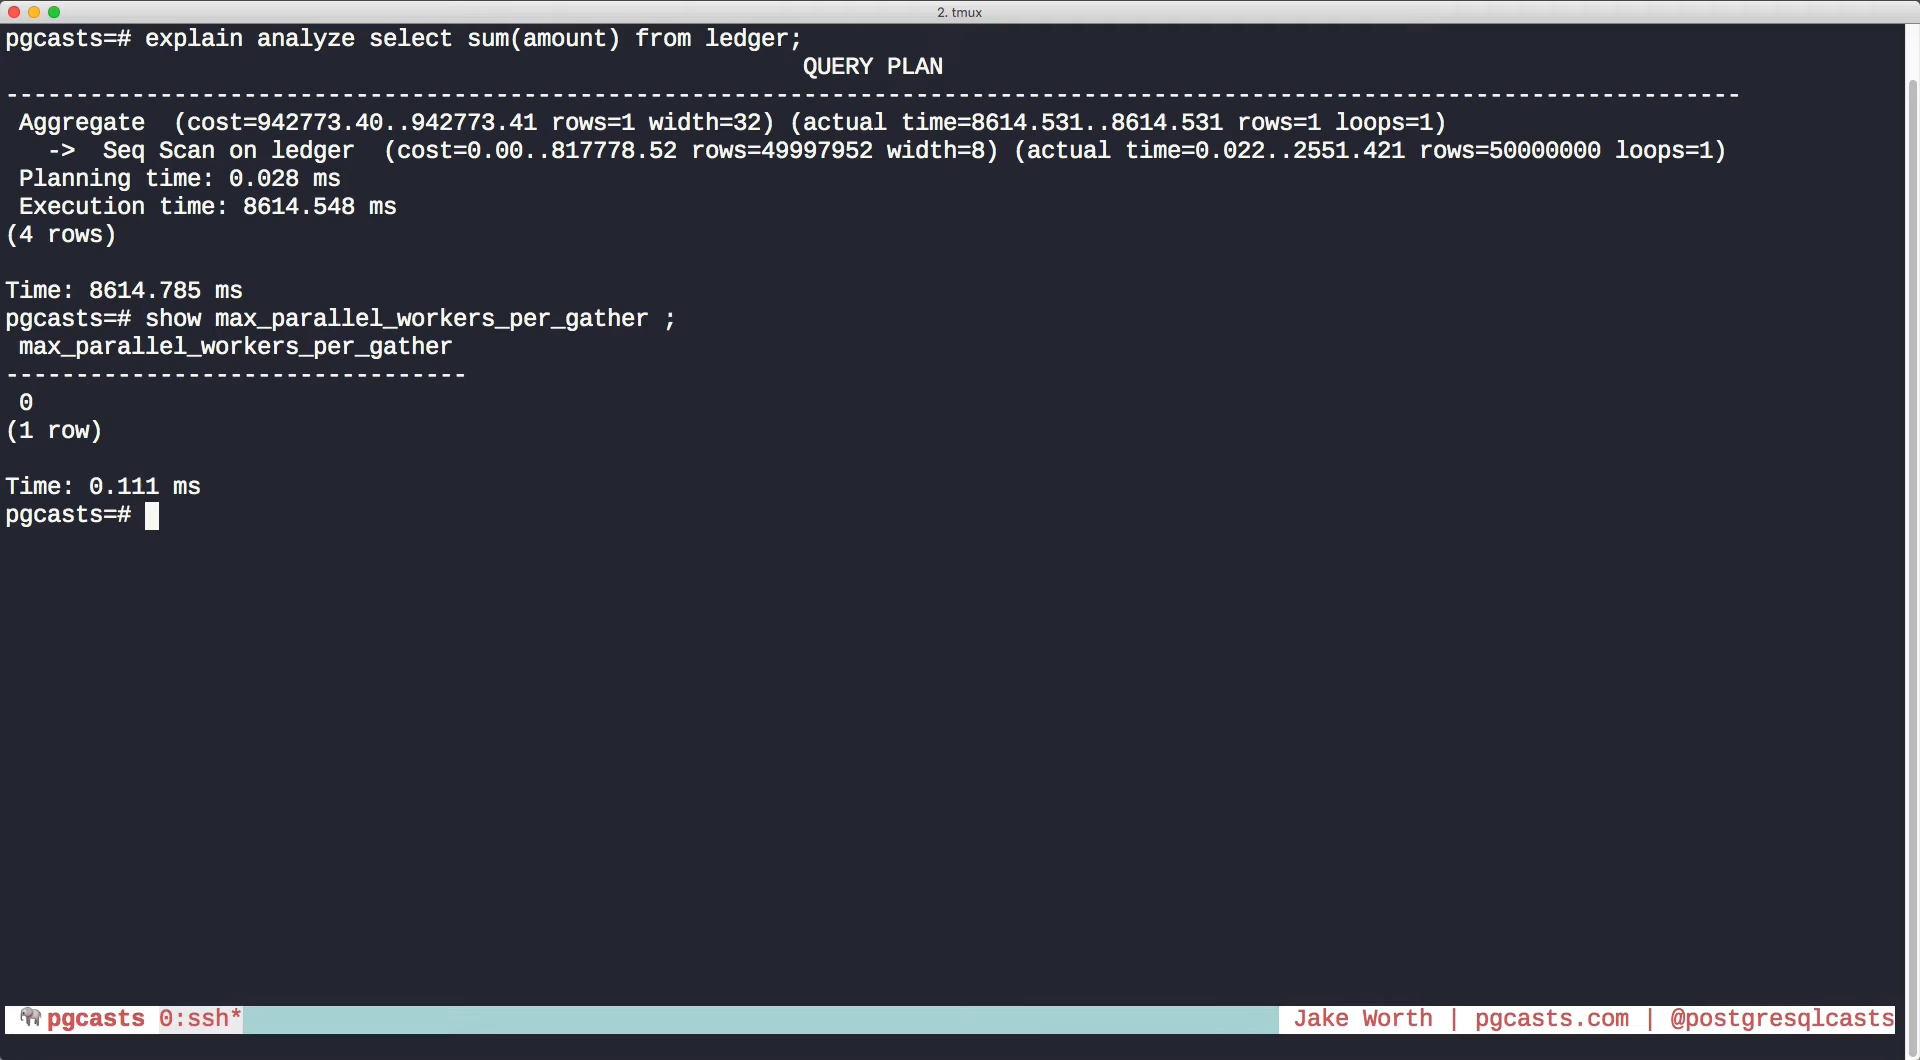 2. tmux
pgcasts=# explain analyze select sum(amount) from ledger;
QUERY PLAN
----------------------------------------------------------------------------------------------------------------------------
Aggregate  (cost=942773.40..942773.41 rows=1 width=32) (actual time=8614.531..8614.531 rows=1 loops=1)
->  Seq Scan on ledger  (cost=0.00..817778.52 rows=49997952 width=8) (actual time=0.022..2551.421 rows=50000000 loops=1)
Planning time: 0.028 ms
Execution time: 8614.548 ms
(4 rows)
Time: 8614.785 ms
pgcasts=# show max_parallel_workers_per_gather ;
max_parallel_workers_per_gather
---------------------------------
0
(1 row)
Time: 0.111 ms
pgcasts=#
pgcasts 0:ssh* Jake Worth | pgcasts.com | @postgresqlcasts